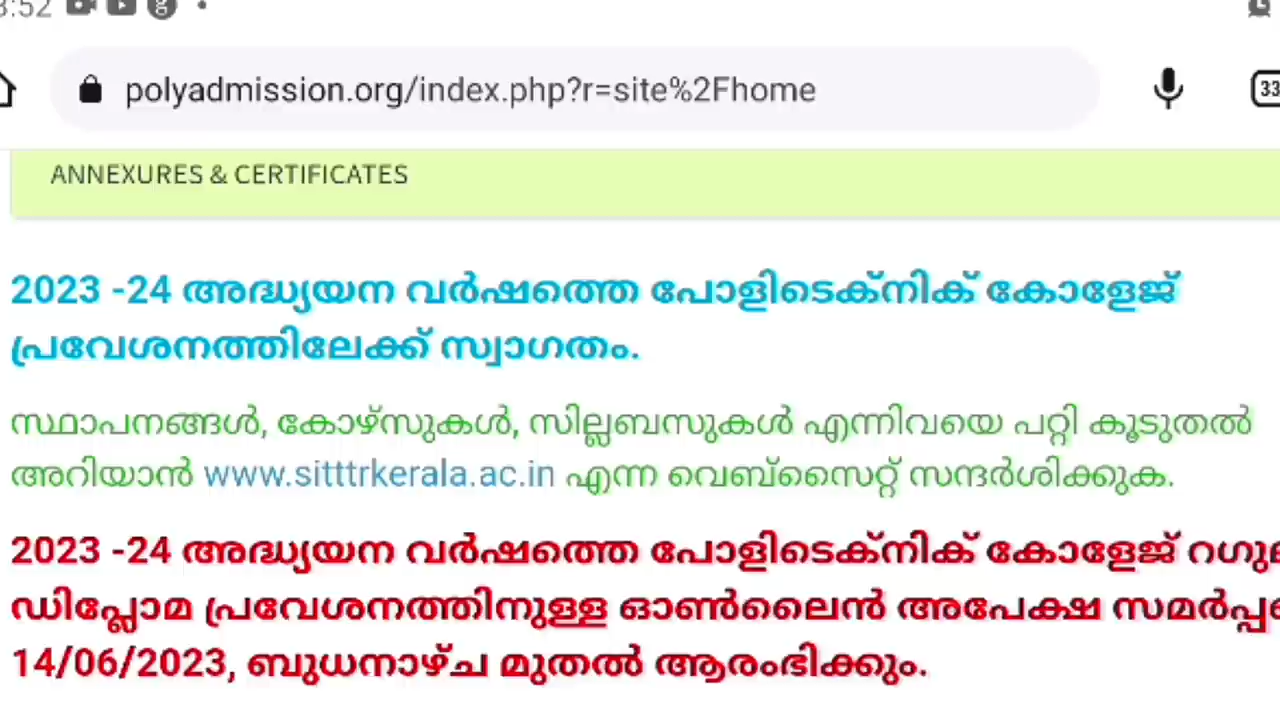 3:52
polyadmission.org/index.php?r=site%2Fhome
33
ANNEXURES & CERTIFICATES
2023 -24 അദ്ധ്യയന വർഷത്തെ പോളിടെക്നിക് കോളേജ്
പ്രവേശനത്തിലേക്ക് സ്വാഗതം.
സ്ഥാപനങ്ങൾ, കോഴ്സുകൾ, സില്ലബസുകൾ എന്നിവയെ പറ്റി കൂടുതൽ
അറിയാൻ www.sitttrkerala.ac.in എന്ന വെബ്സൈറ്റ് സന്ദർശിക്കുക.
2023 -24 അദ്ധ്യയന വർഷത്തെ പോളിടെക്നിക് കോളേജ്
ഡിപ്ലോമ പ്രവേശനത്തിനുള്ള ഓൺലൈൻ അപേക്ഷ
14/06/2023, ബുധനാഴ്ച മുതൽ ആരംഭിക്കും.